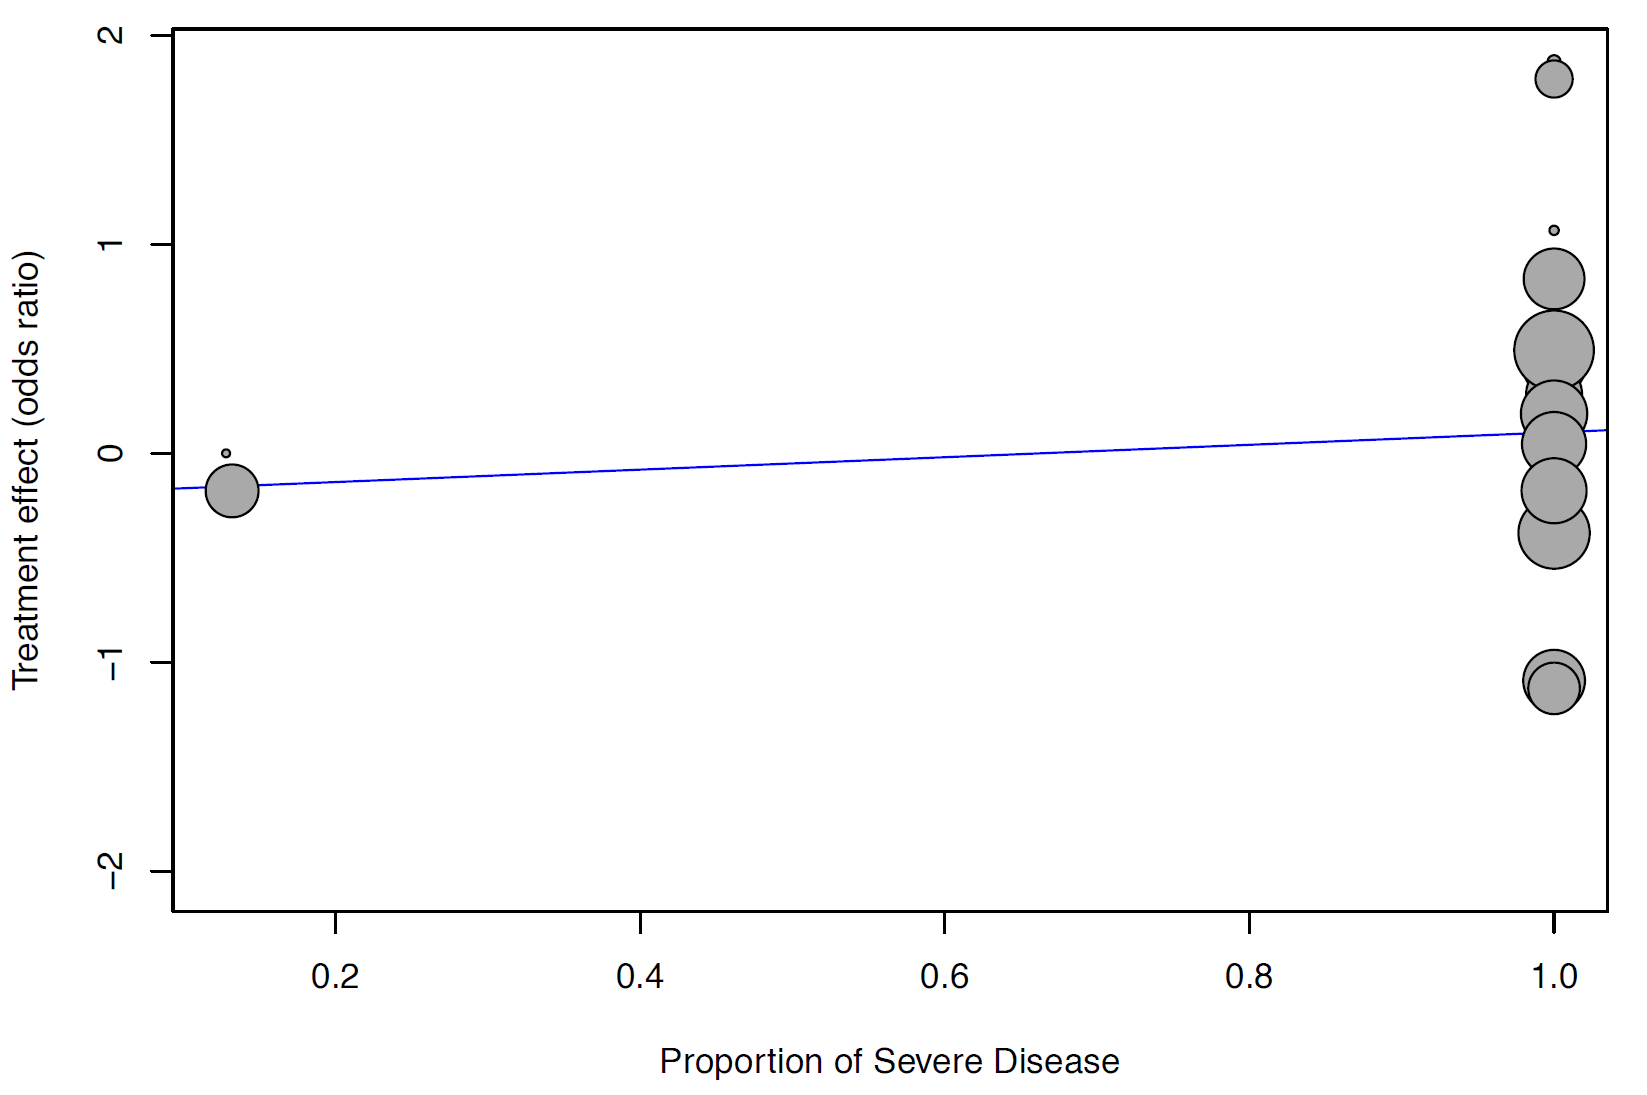 Treatment effect (odds ratio)
2
1
0
−1
−2
0.2 0.4 0.6 0.8 1.0
Proportion of Severe Disease